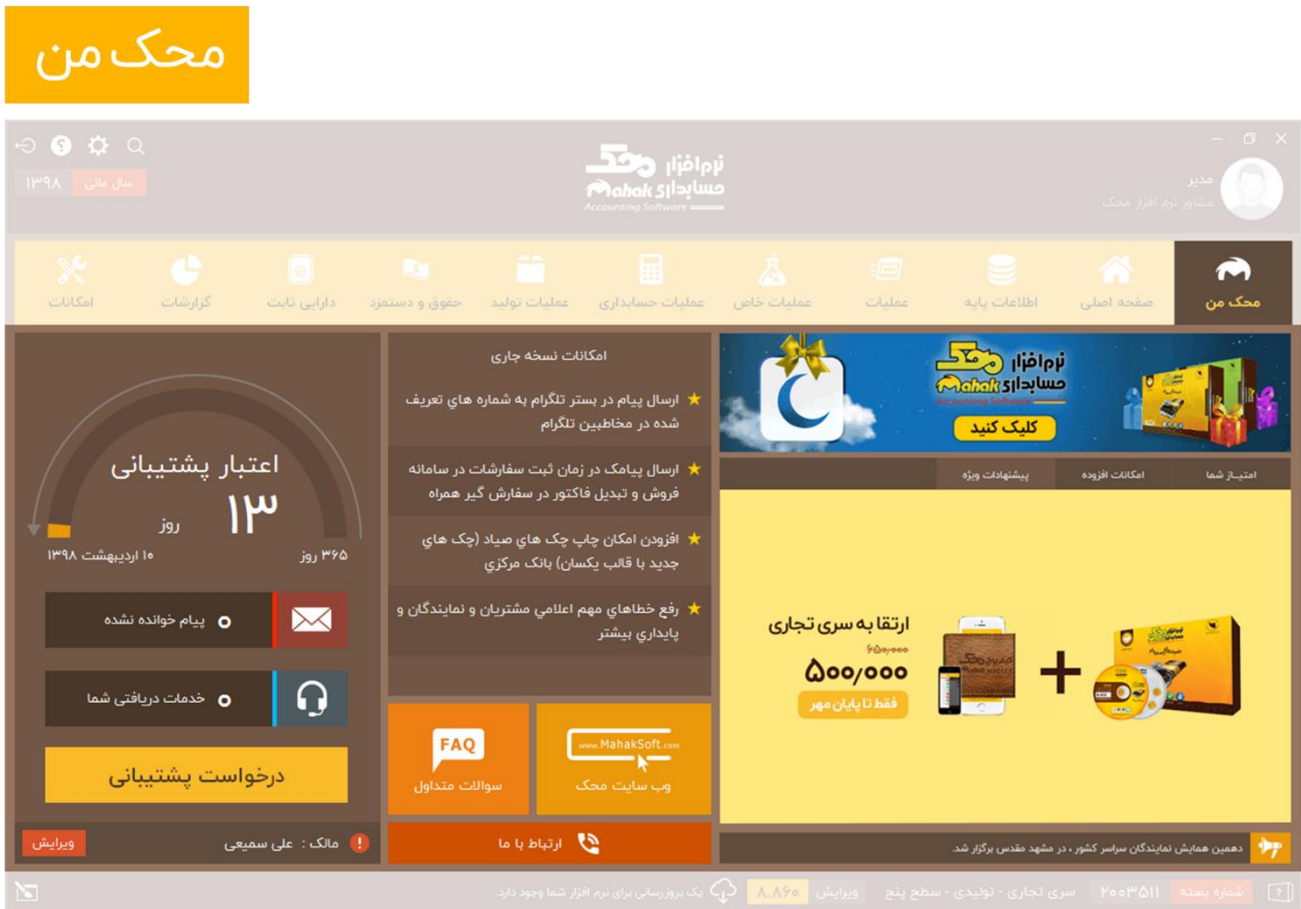 محک من
سال مالی ۱۳۹۸
نرم‌افزار محک
حسابداری Mahak
Accounting Software
مدیر
مشاور نرم افزار محک
محک من
صفحه اصلی
اطلاعات پایه
عملیات
عملیات خاص
عملیات حسابداری
عملیات تولید
حقوق و دستمزد
دارایی ثابت
گزارشات
امکانات
نرم‌افزار محک
حسابداری Mahak
Accounting Software
کلیک کنید
امتیـاز شما
امکانات افزوده
پیشنهادات ویژه
ارتقا به سری تجاری
۶۵۰,۰۰۰
۵۰۰٫۰۰۰
فقط تا پایان مهر
دهمین همایش نمایندگان سراسر کشور ، در مشهد مقدس برگزار شد.
امکانات نسخه جاری
ارسال پیام در بستر تلگرام به شماره هاي تعریف
شده در مخاطبین تلگرام
ارسال پیامک در زمان ثبت سفارشات در سامانه
فروش و تبدیل فاکتور در سفارش گیر همراه
افزودن امکان چاپ چک هاي صیاد (چک هاي
جدید با قالب یکسان) بانک مرکزي
رفع خطاهاي مهم اعلامي مشتریان و نمایندگان و
پایداري بیشتر
www.MahakSoft.com
وب سایت محک
FAQ
سوالات متداول
ارتباط با ما
اعتبار پشتیبانی
۱۳ روز
۳۶۵ روز
۱۰ اردیبهشت ۱۳۹۸
۰ پیام خوانده نشده
۰ خدمات دریافتی شما
درخواست پشتیبانی
مالک : علی سمیعی
ویرایش
شماره بسته ۲۰۰۳۵۱۱
سری تجاری - تولیدی - سطح پنج
ویرایش ۸.۸۶۰
یک بروزرسانی برای نرم افزار شما وجود دارد.